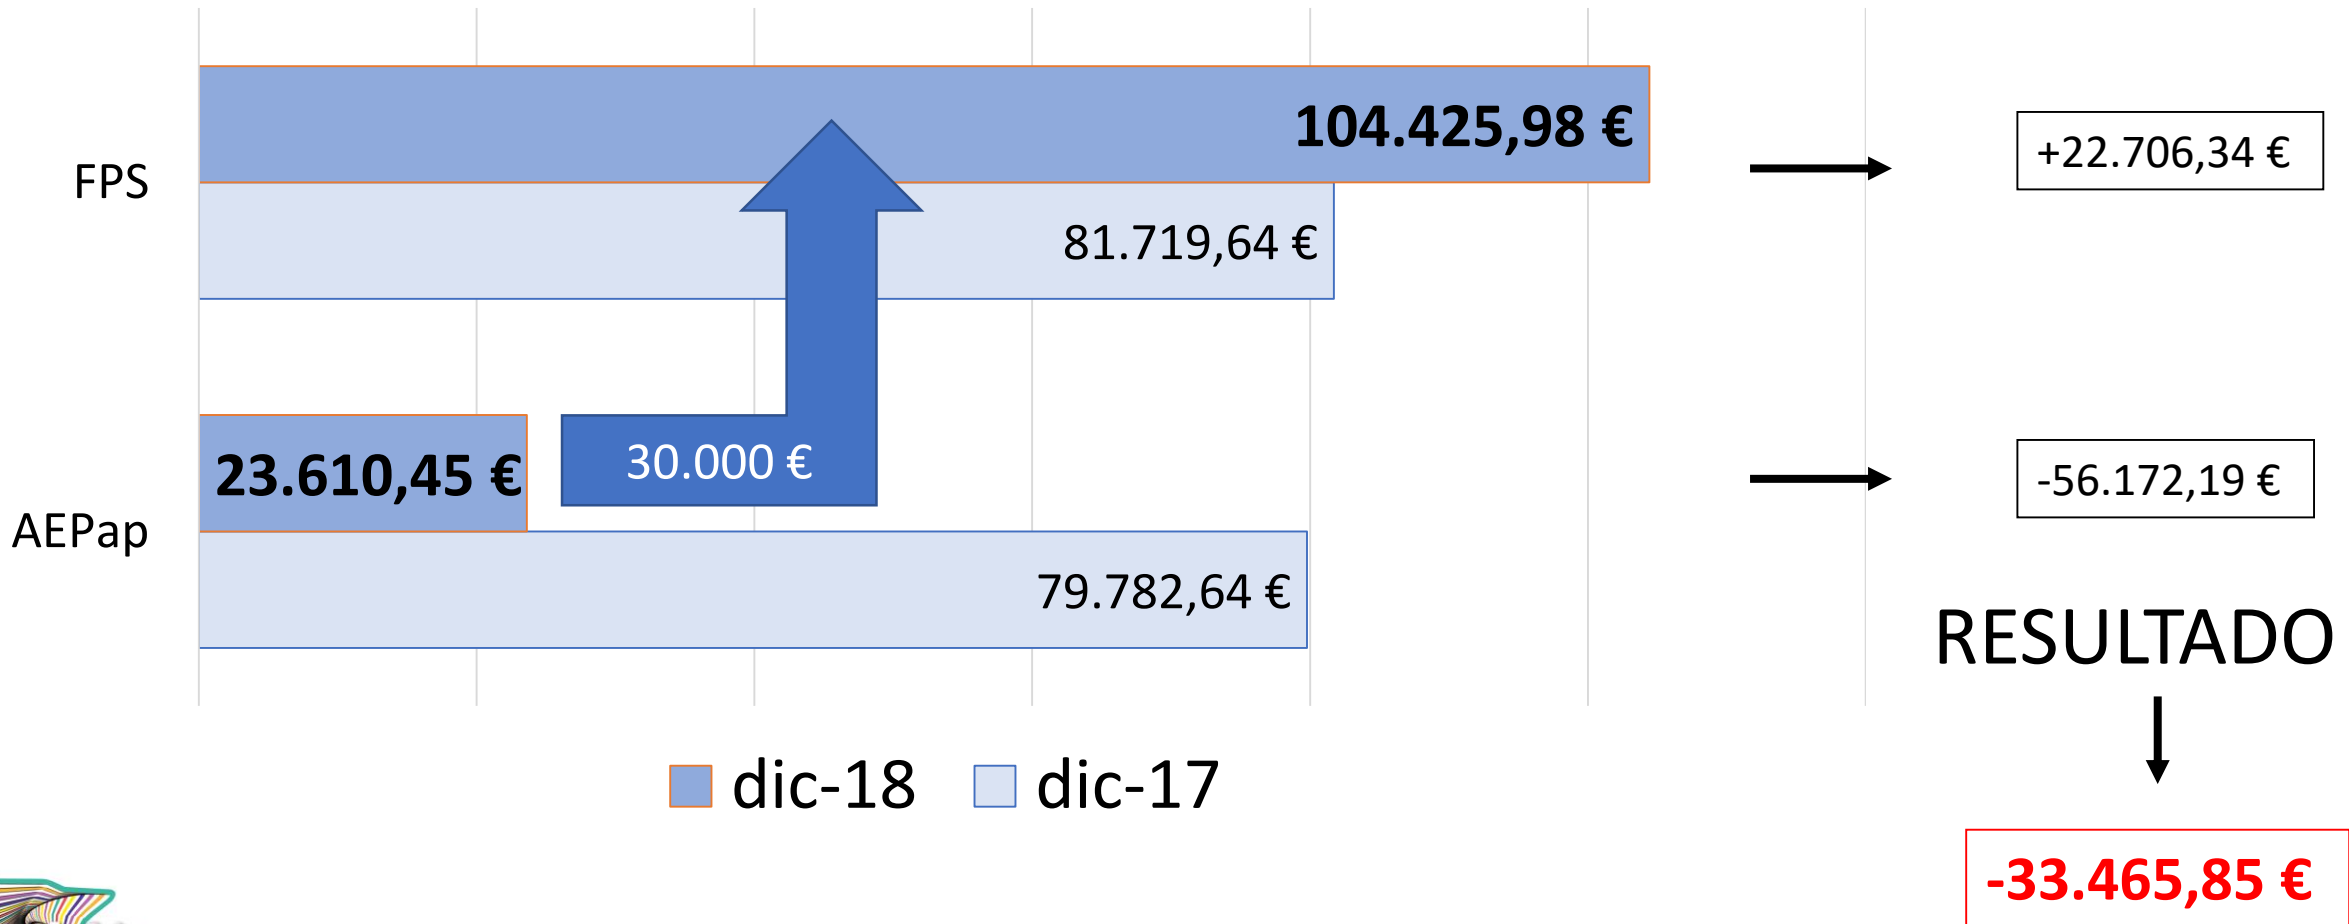 FPS
104.425,98 €
81.719,64 €
+22.706,34 €
AEPap
23.610,45 €
30.000 €
79.782,64 €
-56.172,19 €
RESULTADO
dic-18
dic-17
-33.465,85 €